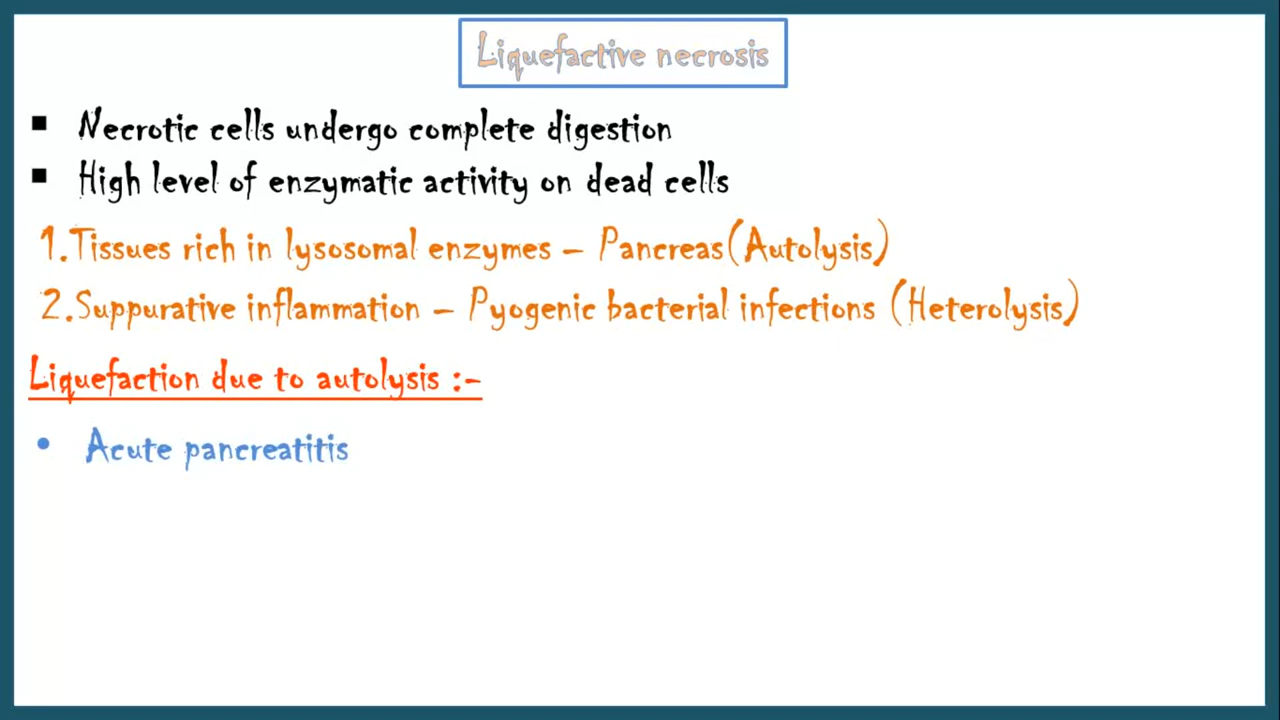 Liquefactive necrosis
▪ Necrotic cells undergo complete digestion
▪ High level of enzymatic activity on dead cells
1.Tissues rich in lysosomal enzymes – Pancreas(Autolysis)
2.Suppurative inflammation – Pyogenic bacterial infections (Heterolysis)
Liquefaction due to autolysis :-
• Acute pancreatitis